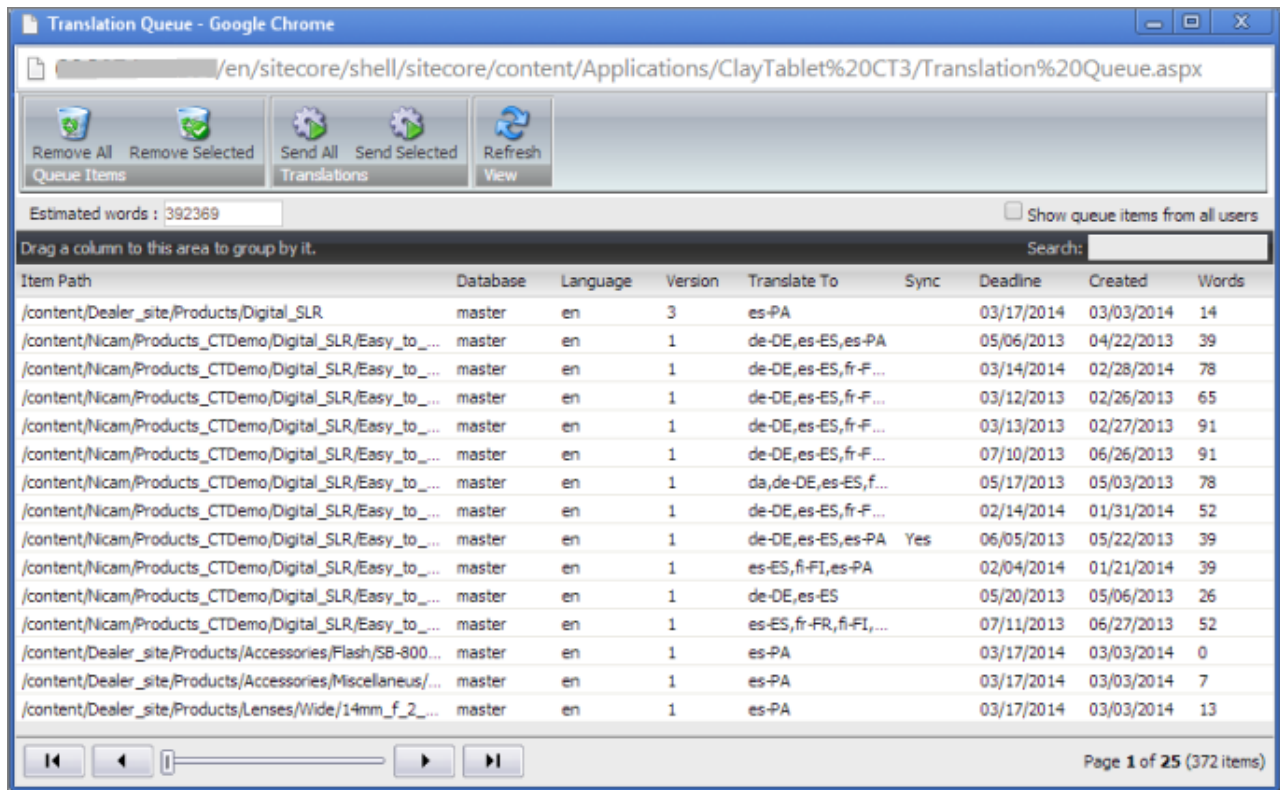 Translation Queue - Google Chrome
/en/sitecore/shell/sitecore/content/Applications/ClayTablet%20CT3/Translation%20Queue.aspx
Remove All Remove Selected Send All Send Selected Refresh
Queue Items Translations View
Estimated words : 392369 Show queue items from all users
Drag a column to this area to group by it. Search:
Item Path Database Language Version Translate To Sync Deadline Created Words
/content/Dealer_site/Products/Digital_SLR master en 3 es-PA 03/17/2014 03/03/2014 14
/content/Nicam/Products_CTDemo/Digital_SLR/Easy_to_... master en 1 de-DE,es-ES,es-PA 05/06/2013 04/22/2013 39
/content/Nicam/Products_CTDemo/Digital_SLR/Easy_to_... master en 1 de-DE,es-ES,fr-F... 03/14/2014 02/28/2014 78
/content/Nicam/Products_CTDemo/Digital_SLR/Easy_to_... master en 1 de-DE,es-ES,fr-F... 03/12/2013 02/26/2013 65
/content/Nicam/Products_CTDemo/Digital_SLR/Easy_to_... master en 1 de-DE,es-ES,fr-F... 03/13/2013 02/27/2013 91
/content/Nicam/Products_CTDemo/Digital_SLR/Easy_to_... master en 1 de-DE,es-ES,fr-F... 07/10/2013 06/26/2013 91
/content/Nicam/Products_CTDemo/Digital_SLR/Easy_to_... master en 1 da,de-DE,es-ES,f... 05/17/2013 05/03/2013 78
/content/Nicam/Products_CTDemo/Digital_SLR/Easy_to_... master en 1 de-DE,es-ES,fr-F... 02/14/2014 01/31/2014 52
/content/Nicam/Products_CTDemo/Digital_SLR/Easy_to_... master en 1 de-DE,es-ES,es-PA Yes 06/05/2013 05/22/2013 39
/content/Nicam/Products_CTDemo/Digital_SLR/Easy_to_... master en 1 es-ES,fi-FI,es-PA 02/04/2014 01/21/2014 39
/content/Nicam/Products_CTDemo/Digital_SLR/Easy_to_... master en 1 de-DE,es-ES 05/20/2013 05/06/2013 26
/content/Nicam/Products_CTDemo/Digital_SLR/Easy_to_... master en 1 es-ES,fr-FR,fi-FI,... 07/11/2013 06/27/2013 52
/content/Dealer_site/Products/Accessories/Flash/SB-800... master en 1 es-PA 03/17/2014 03/03/2014 0
/content/Dealer_site/Products/Accessories/Miscellaneus/... master en 1 es-PA 03/17/2014 03/03/2014 7
/content/Dealer_site/Products/Lenses/Wide/14mm_f_2_... master en 1 es-PA 03/17/2014 03/03/2014 13
Page 1 of 25 (372 items)